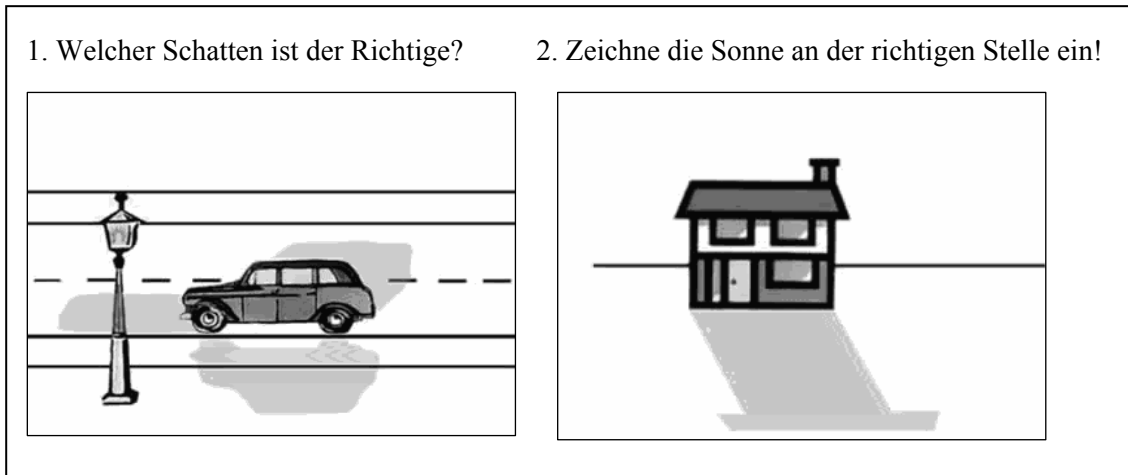 1. Welcher Schatten ist der Richtige?
2. Zeichne die Sonne an der richtigen Stelle ein!